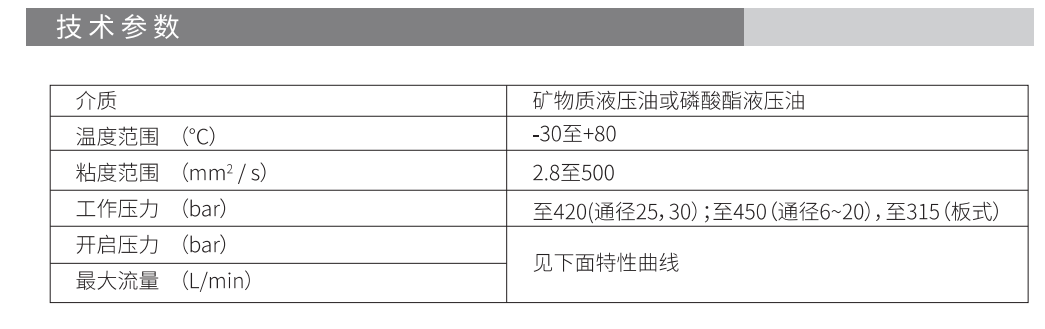 技术参数
介质 矿物质液压油或磷酸酯液压油
温度范围 （℃） -30至+80
粘度范围 （mm² / s） 2.8至500
工作压力 （bar） 至420(通径25，30）；至450（通径6~20），至315（板式）
开启压力 （bar）
见下面特性曲线
最大流量 （L/min）